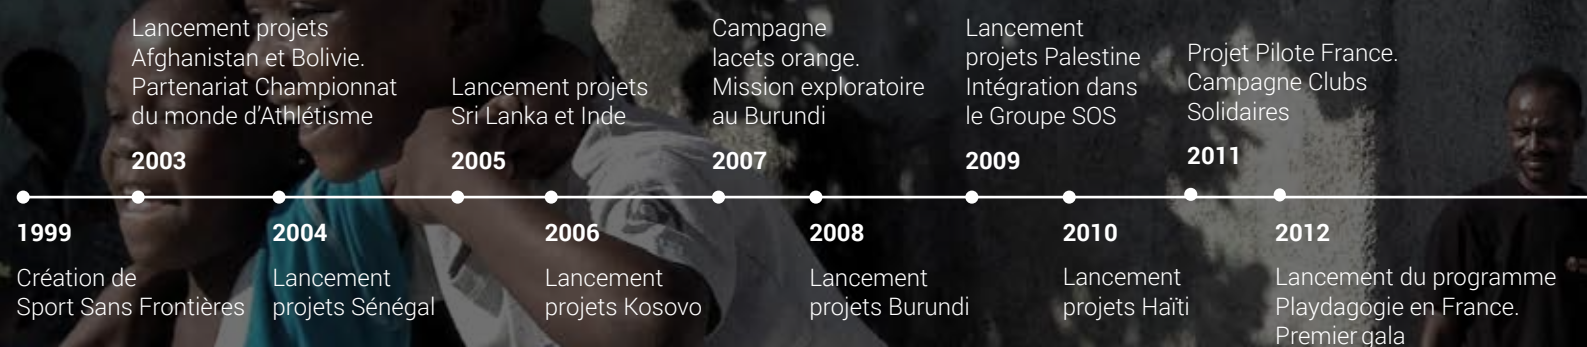 Lancement projets
Afghanistan et Bolivie.
Partenariat Championnat
du monde d'Athlétisme
2003
Lancement projets
Sri Lanka et Inde
2005
Campagne
lacets orange.
Mission exploratoire
au Burundi
2007
Lancement
projets Palestine
Intégration dans
le Groupe SOS
2009
Projet Pilote France.
Campagne Clubs
Solidaires
2011
1999
Création de
Sport Sans Frontières
2004
Lancement
projets Sénégal
2006
Lancement
projets Kosovo
2008
Lancement
projets Burundi
2010
Lancement
projets Haïti
2012
Lancement du programme
Playdagogie en France.
Premier gala